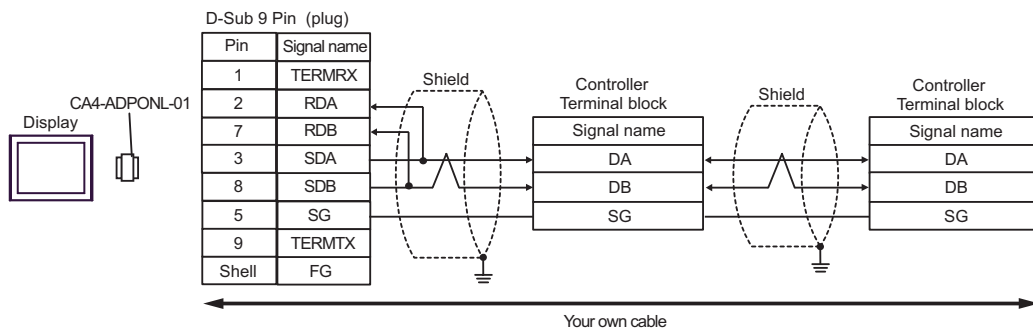 D-Sub 9 Pin (plug)
Pin Signal name
1 TERMRX
2 RDA
7 RDB
3 SDA
8 SDB
5 SG
9 TERMTX
Shell FG
CA4-ADPONL-01
Display
Shield
Controller
Terminal block
Signal name
DA
DB
SG
Shield
Controller
Terminal block
Signal name
DA
DB
SG
Your own cable